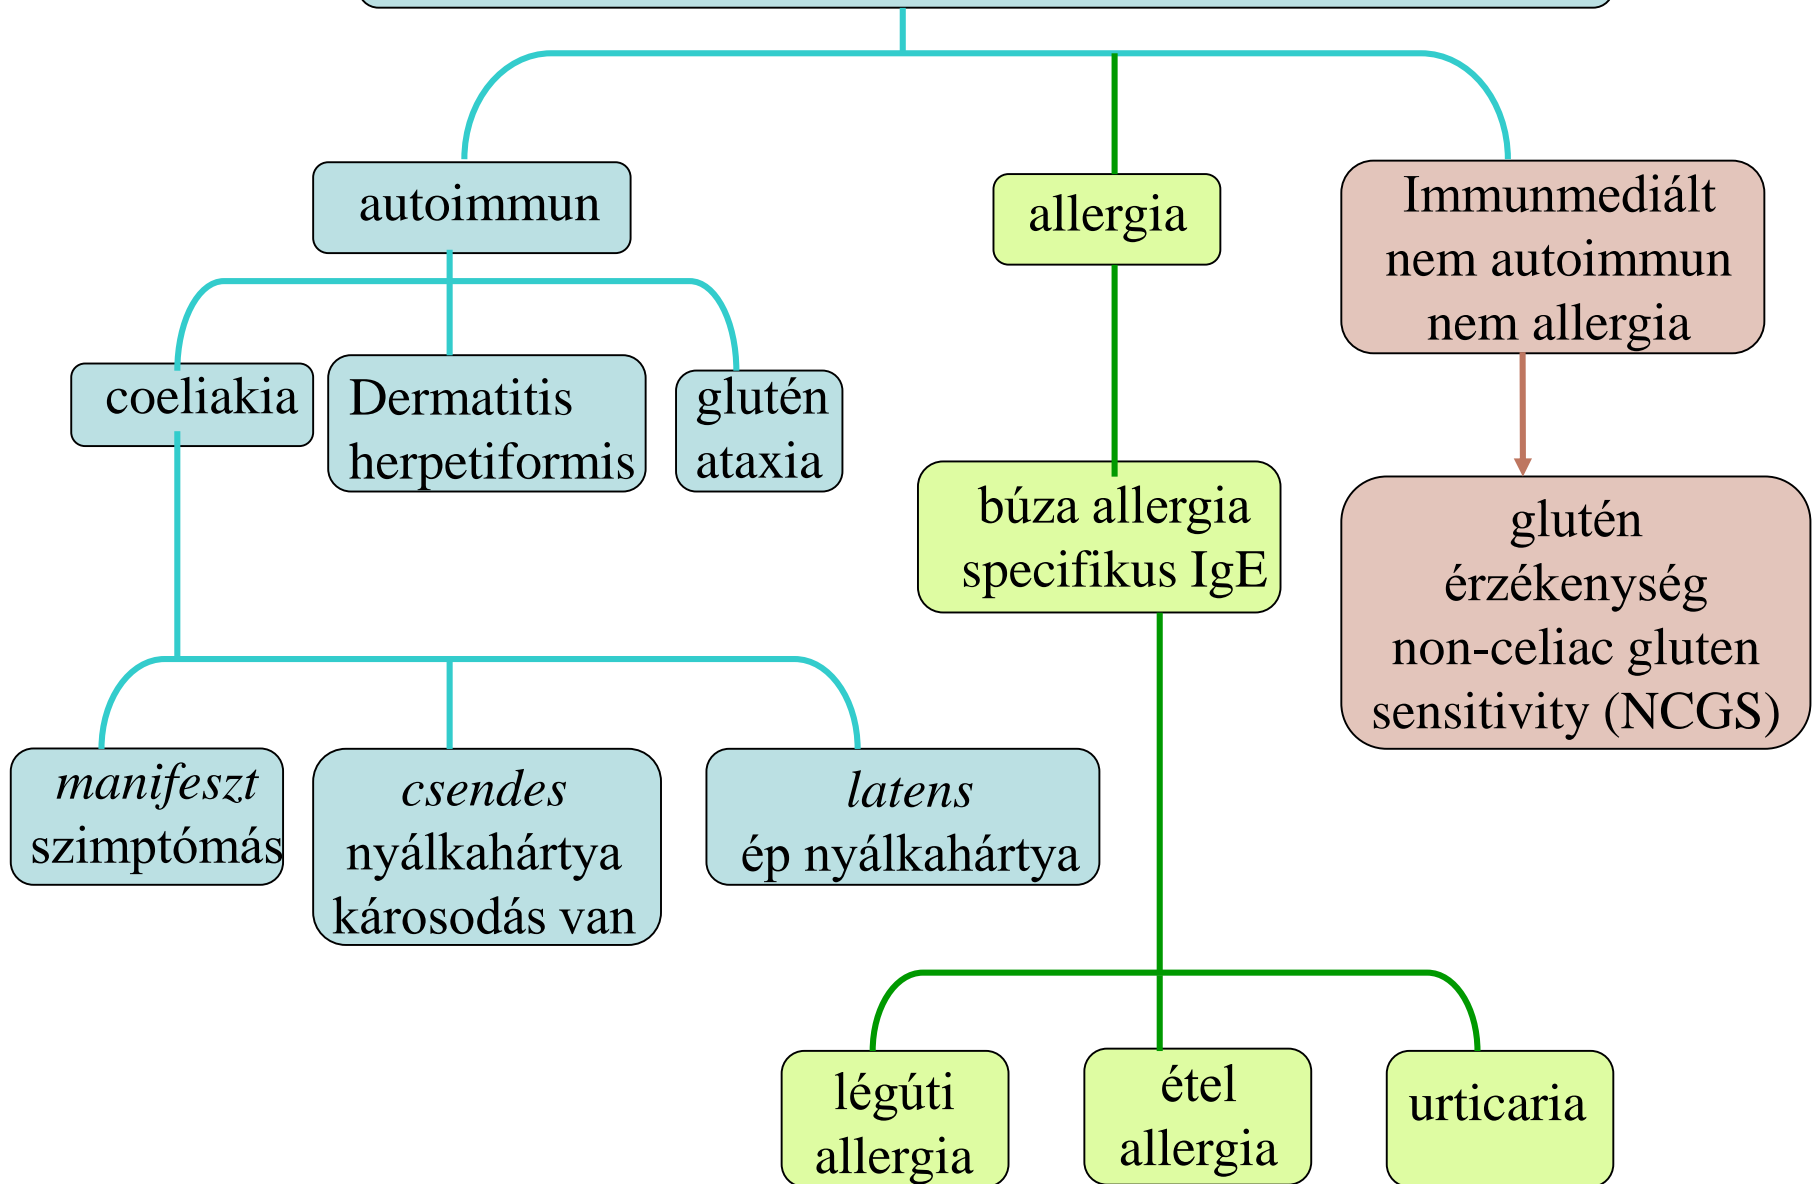 autoimmun
allergia
Immunmediált
nem autoimmun
nem allergia
coeliakia
Dermatitis
herpetiformis
glutén
ataxia
búza allergia
specifikus IgE
glutén
érzékenység
non-celiac gluten
sensitivity (NCGS)
manifeszt
szimptómás
csendes
nyálkahártya
károsodás van
latens
ép nyálkahártya
légúti
allergia
étel
allergia
urticaria